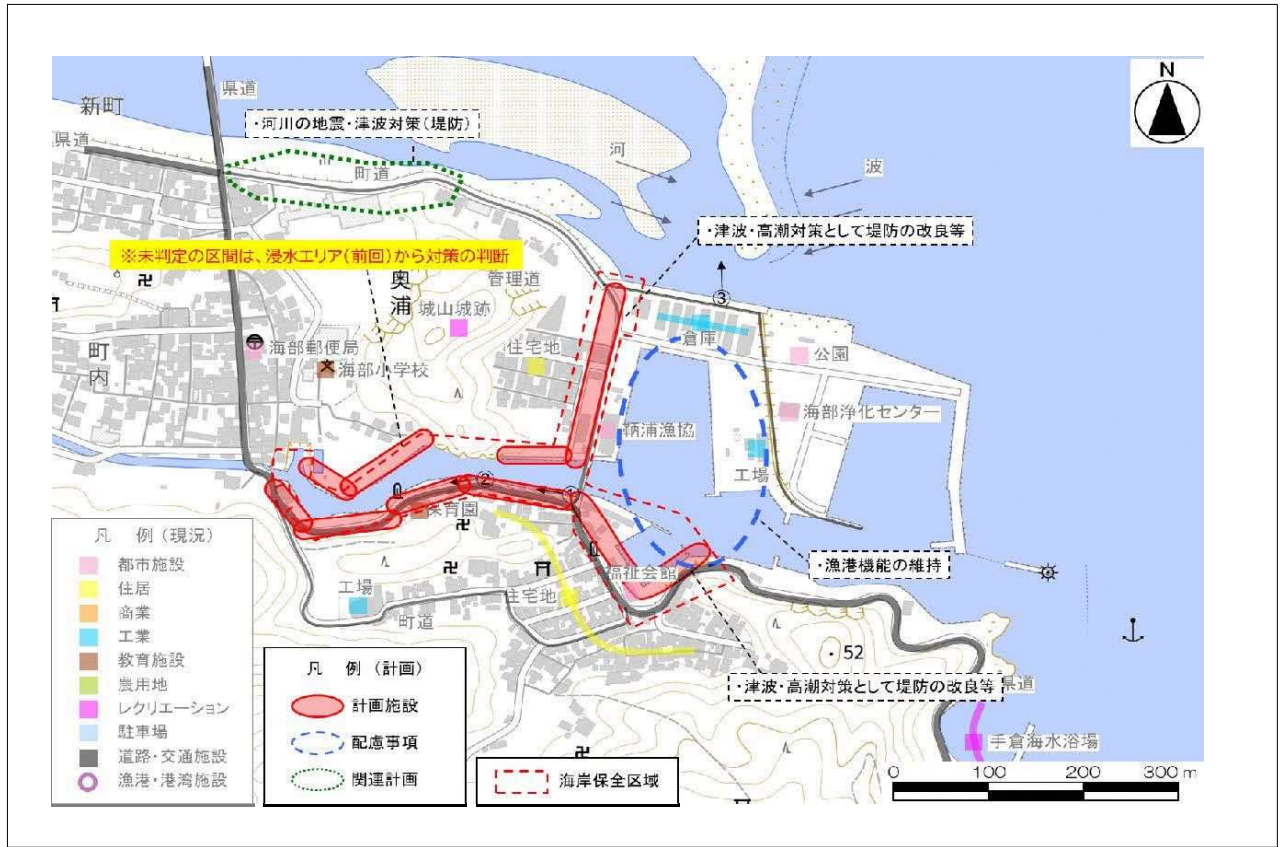 N
県道
新町
県道
・河川の地震・津波対策(堤防)
町道
河
波
・津波・高潮対策として堤防の改良等
※未判定の区間は、浸水エリア(前回)から対策の判断
奥浦
管理道
城山城跡
③
倉庫
公園
海部郵便局
住宅地
海部小学校
町内
鞆浦漁協
海部浄化センター
工場
②
①
保育園
・漁港機能の維持
福祉会館
工場
住宅地
町道
・52
・津波・高潮対策として堤防の改良等
県道
手倉海水浴場
凡 例 (現況)
都市施設
住居
商業
工業
教育施設
農用地
レクリエーション
駐車場
道路・交通施設
漁港・港湾施設
凡 例 (計画)
計画施設
配慮事項
関連計画
海岸保全区域
0 100 200 300 m